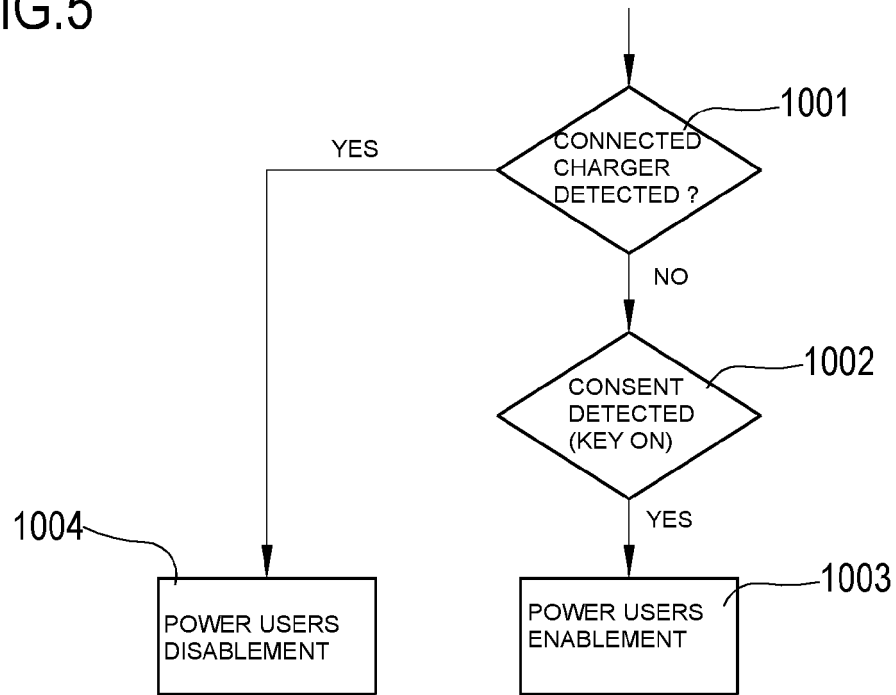 IG.5
1001
CONNECTED
CHARGER
DETECTED ?
YES
NO
1002
CONSENT
DETECTED
(KEY ON)
YES
1004
1003
POWER USERS
DISABLEMENT
POWER USERS
ENABLEMENT